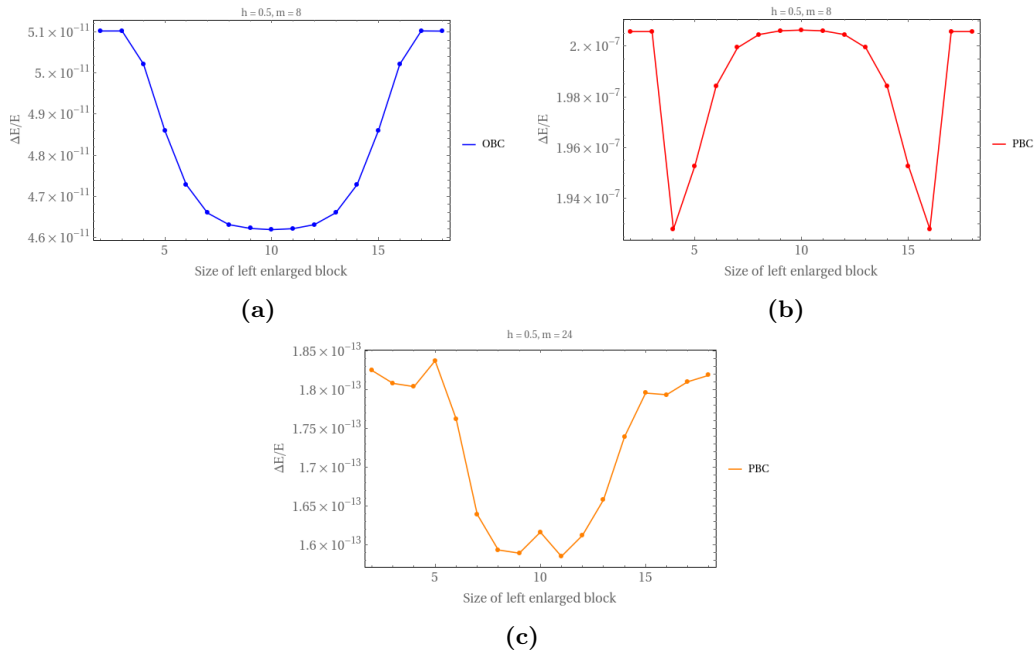 h = 0.5, m = 8
5.1 × 10⁻¹¹
5. × 10⁻¹¹
4.9 × 10⁻¹¹
4.8 × 10⁻¹¹
4.7 × 10⁻¹¹
4.6 × 10⁻¹¹
ΔE/E
5 10 15
Size of left enlarged block
OBC
(a)
h = 0.5, m = 8
2. × 10⁻⁷
1.98 × 10⁻⁷
1.96 × 10⁻⁷
1.94 × 10⁻⁷
ΔE/E
5 10 15
Size of left enlarged block
PBC
(b)
h = 0.5, m = 24
1.85 × 10⁻¹³
1.8 × 10⁻¹³
1.75 × 10⁻¹³
1.7 × 10⁻¹³
1.65 × 10⁻¹³
1.6 × 10⁻¹³
ΔE/E
5 10 15
Size of left enlarged block
PBC
(c)